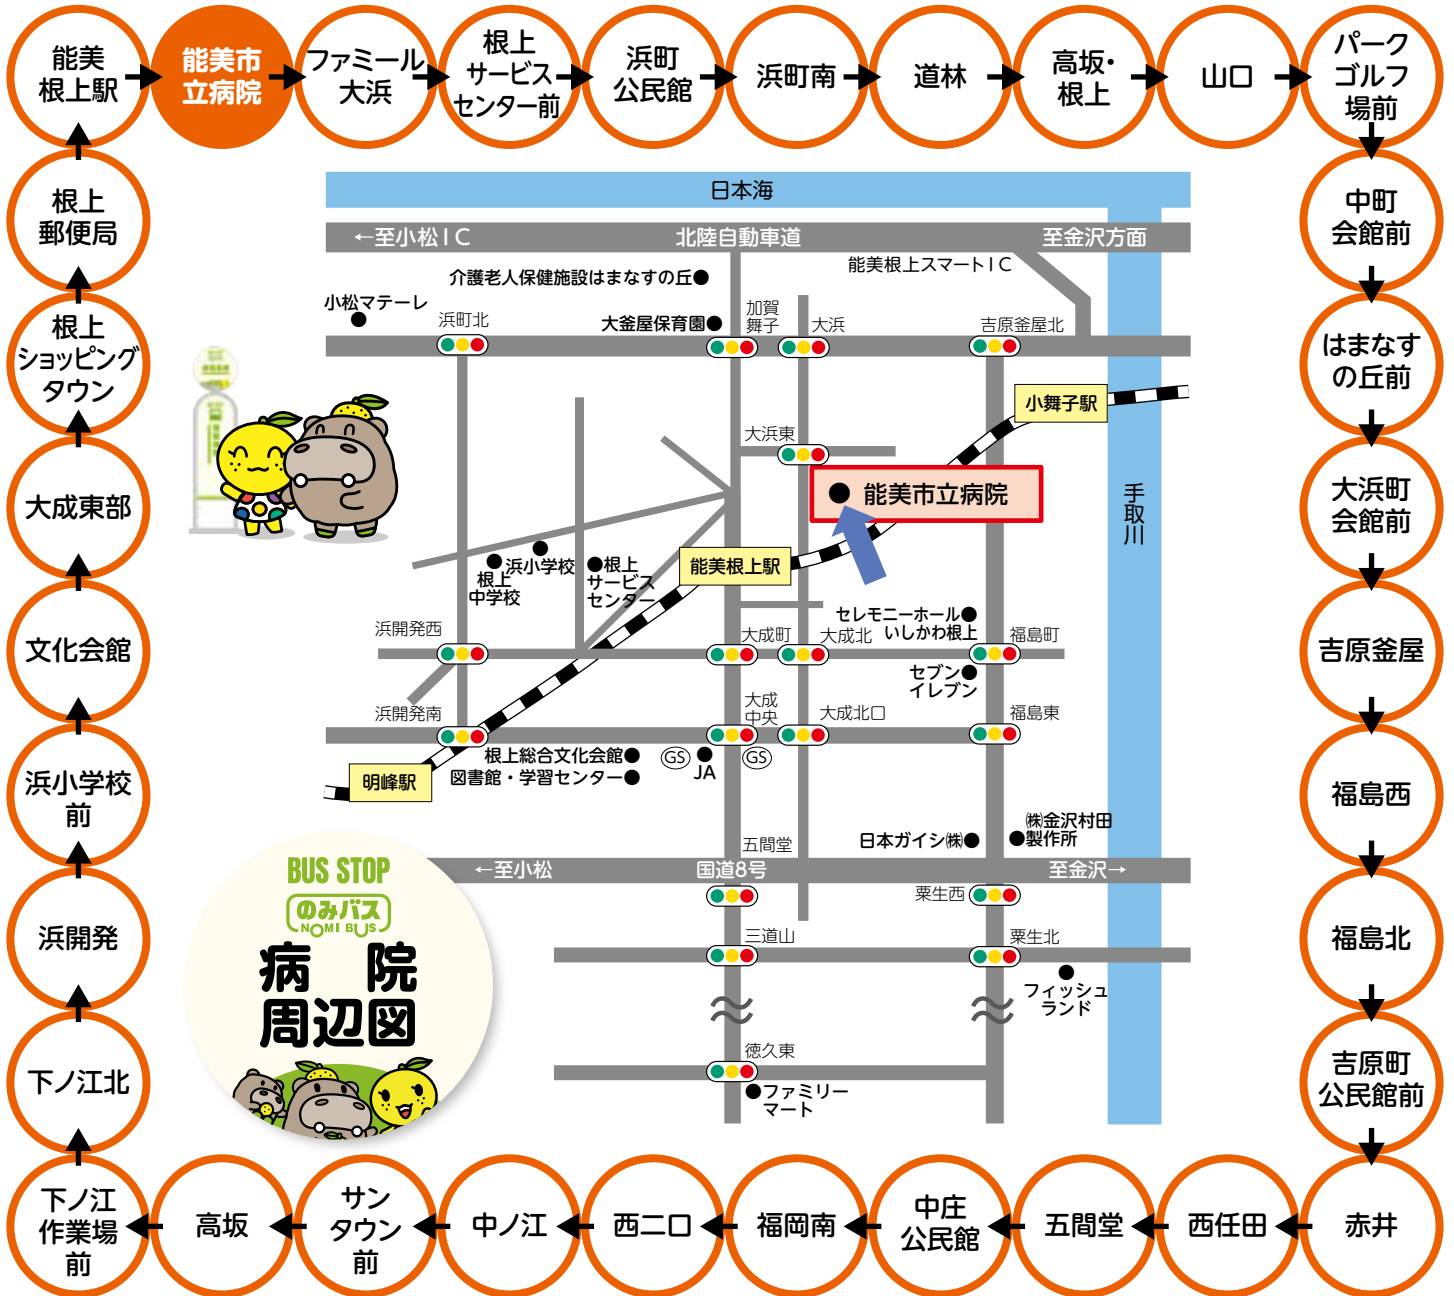 能美
根上駅
能美市
立病院
ファミール
大浜
根上
サービス
センター前
浜町
公民館
浜町南
道林
高坂・
根上
山口
パーク
ゴルフ
場前
中町
会館前
はまなす
の丘前
大浜町
会館前
吉原釜屋
福島西
福島北
吉原町
公民館前
赤井
西任田
五間堂
中庄
公民館
福岡南
西二口
中ノ江
サン
タウン
前
高坂
下ノ江
作業場
前
下ノ江北
浜開発
浜小学校
前
文化会館
大成東部
根上
ショッピング
タウン
根上
郵便局
日本海
←至小松IC
北陸自動車道
至金沢方面
能美根上スマートIC
介護老人保健施設はまなすの丘
小松マテーレ
浜町北
大釜屋保育園
加賀
舞子
大浜
吉原釜屋北
小舞子駅
大浜東
能美市立病院
手取川
能美根上駅
根上
中学校
浜小学校
根上
サービス
センター
セレモニーホール
いしかわ根上
浜開発西
大成町
大成北
福島町
セブン
イレブン
浜開発南
大成
中央
大成北口
福島東
根上総合文化会館
図書館・学習センター
GS
JA
GS
明峰駅
五間堂
日本ガイシ㈱
㈱金沢村田
製作所
←至小松
国道8号
至金沢→
粟生西
三道山
粟生北
フィッシュ
ランド
徳久東
ファミリー
マート
BUS STOP
のみバス
NOMI BUS
病 院
周辺図